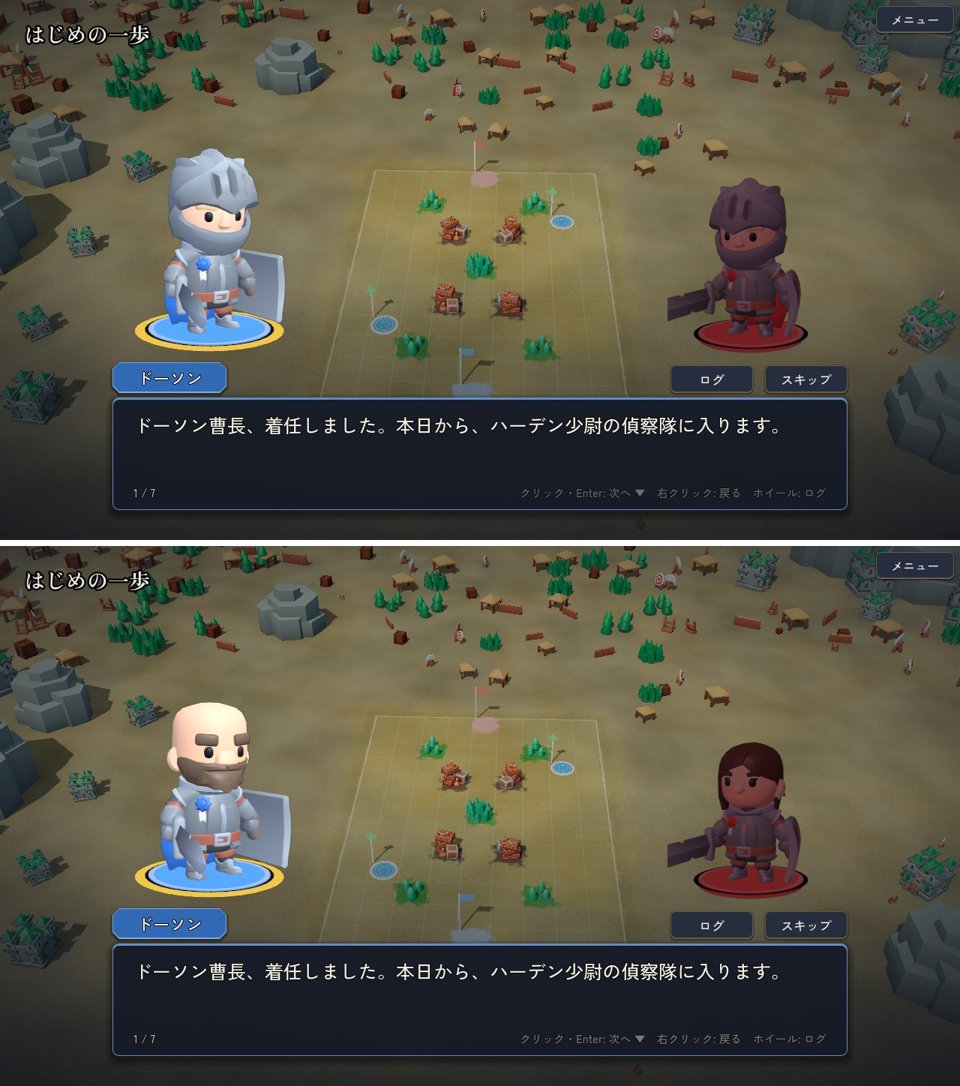 はじめの一歩
メニュー
ドーソン
ログ
スキップ
ドーソン曹長、着任しました。本日から、ハーデン少尉の偵察隊に入ります。
1 / 7
クリック・Enter: 次へ ▼ 右クリック: 戻る ホイール: ログ
はじめの一歩
メニュー
ドーソン
ログ
スキップ
ドーソン曹長、着任しました。本日から、ハーデン少尉の偵察隊に入ります。
1 / 7
クリック・Enter: 次へ ▼ 右クリック: 戻る ホイール: ログ